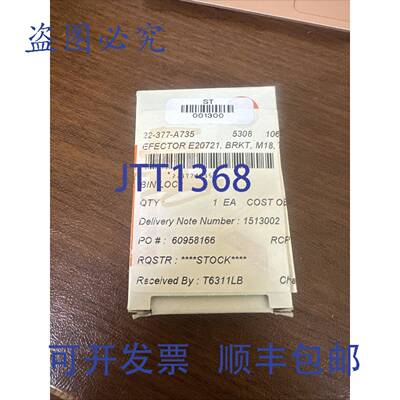 盗图必究
ST
001300
22-377-A735 5308 106
EFECTOR E20721, BRKT, M18,
JTT1368
BIN LOC
QTY : 1 EA COST OB
Delivery Note Number : 1513002
PO # : 60958166 RCP
RQSTR : ****STOCK****
Received By : T6311LB Cha
可开发票 顺丰包邮